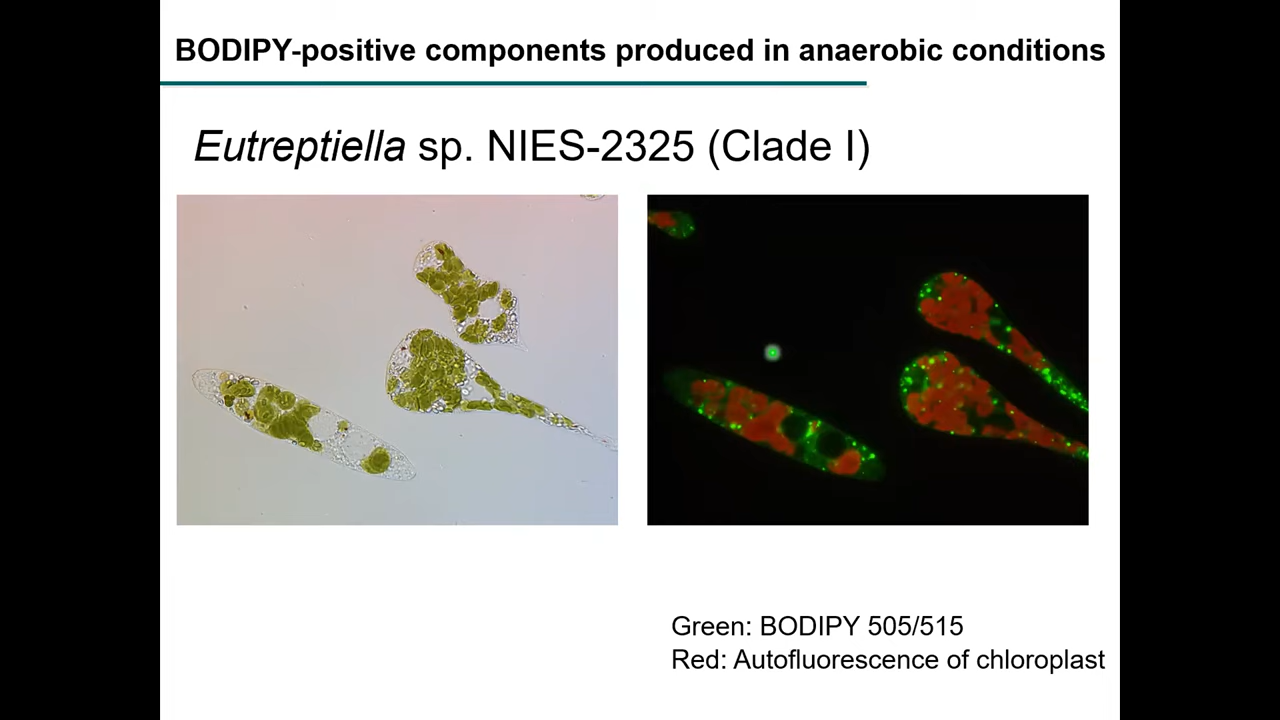 BODIPY-positive components produced in anaerobic conditions
Eutreptiella sp. NIES-2325 (Clade I)
Green: BODIPY 505/515
Red: Autofluorescence of chloroplast